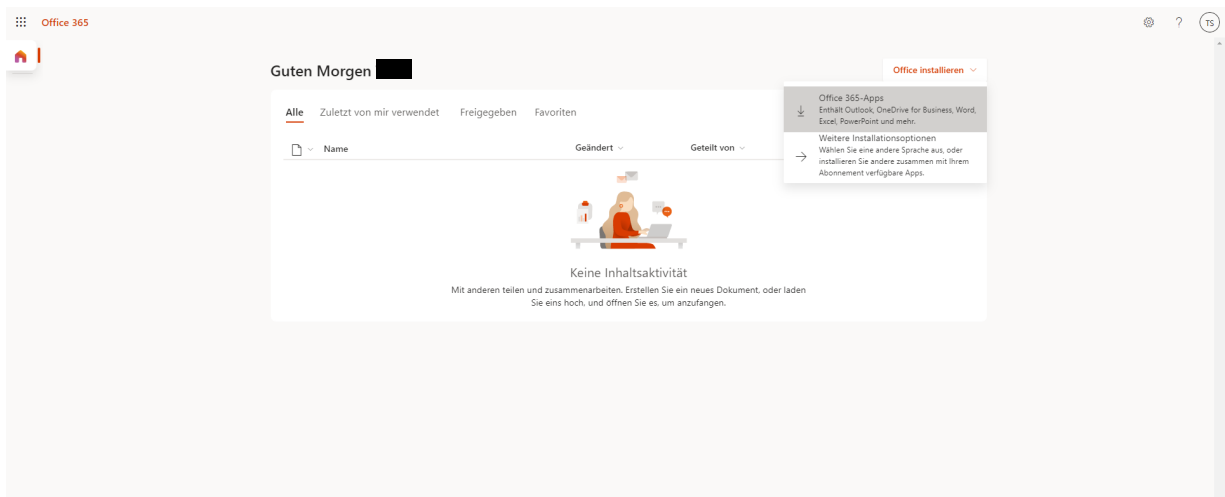 Office 365
?
TS
Guten Morgen
Office installieren
Office 365-Apps
Enthält Outlook, OneDrive for Business, Word,
Excel, PowerPoint und mehr.
Weitere Installationsoptionen
Wählen Sie eine andere Sprache aus, oder
installieren Sie andere zusammen mit Ihrem
Abonnement verfügbare Apps.
Alle Zuletzt von mir verwendet Freigegeben Favoriten
Name Geändert Geteilt von
Keine Inhaltsaktivität
Mit anderen teilen und zusammenarbeiten. Erstellen Sie ein neues Dokument, oder laden
Sie eins hoch, und öffnen Sie es, um anzufangen.